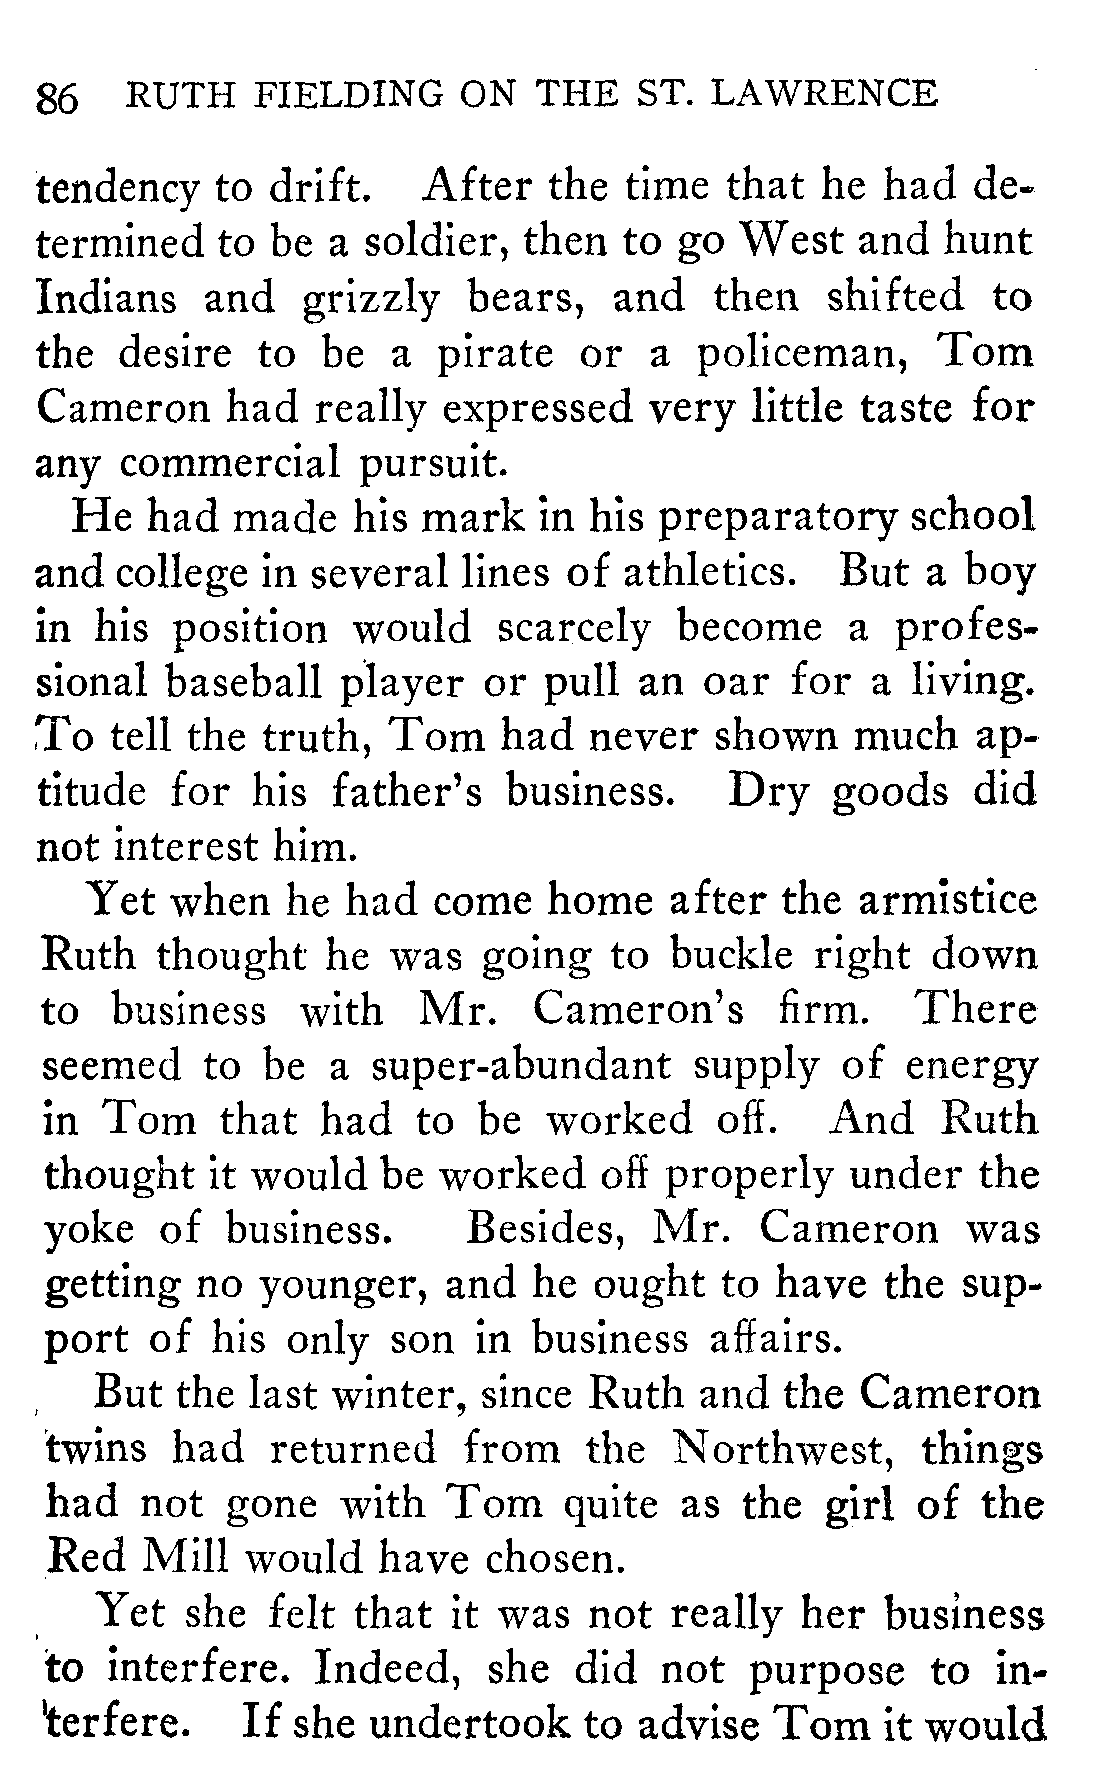 86 RUTH FIELDING ON THE ST. LAWRENCE
tendency to drift. After the time that he had de-
termined to be a soldier, then to go West and hunt
Indians and grizzly bears, and then shifted to
the desire to be a pirate or a policeman, Tom
Cameron had really expressed very little taste for
any commercial pursuit.
He had made his mark in his preparatory school
and college in several lines of athletics. But a boy
in his position would scarcely become a profes-
sional baseball player or pull an oar for a living.
To tell the truth, Tom had never shown much ap-
titude for his father's business. Dry goods did
not interest him.
Yet when he had come home after the armistice
Ruth thought he was going to buckle right down
to business with Mr. Cameron's firm. There
seemed to be a super-abundant supply of energy
in Tom that had to be worked off. And Ruth
thought it would be worked off properly under the
yoke of business. Besides, Mr. Cameron was
getting no younger, and he ought to have the sup-
port of his only son in business affairs.
But the last winter, since Ruth and the Cameron
twins had returned from the Northwest, things
had not gone with Tom quite as the girl of the
Red Mill would have chosen.
Yet she felt that it was not really her business
to interfere. Indeed, she did not purpose to in-
terfere. If she undertook to advise Tom it would